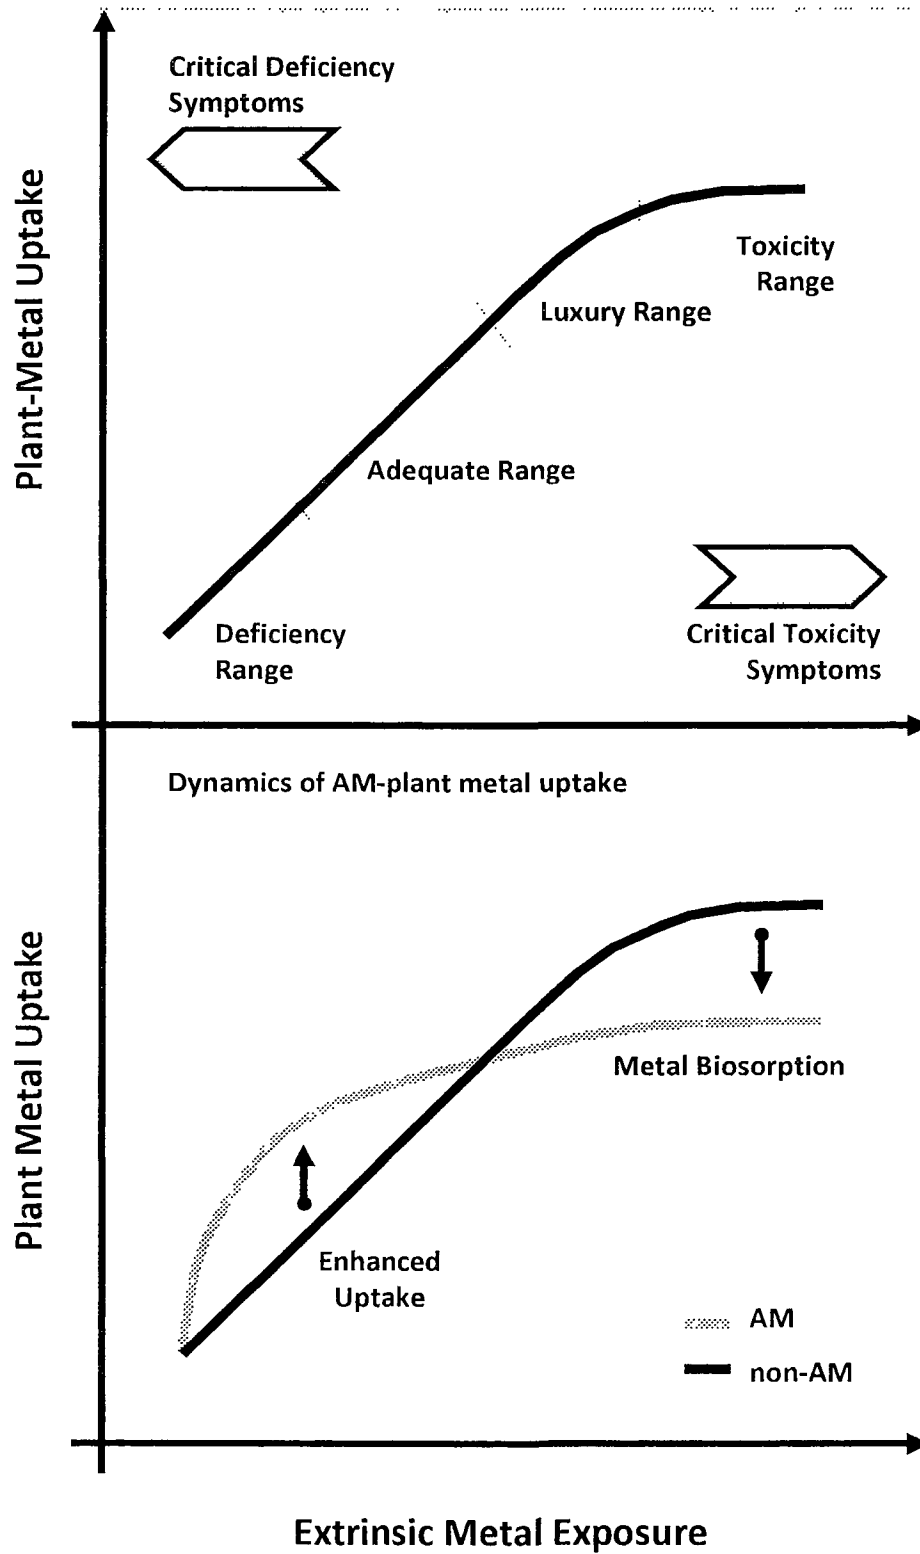 Critical Deficiency
Symptoms
Plant-Metal Uptake
Toxicity
Range
Luxury Range
Adequate Range
Critical Toxicity
Symptoms
Deficiency
Range
Dynamics of AM-plant metal uptake
Plant Metal Uptake
Metal Biosorption
Enhanced
Uptake
AM
non-AM
Extrinsic Metal Exposure